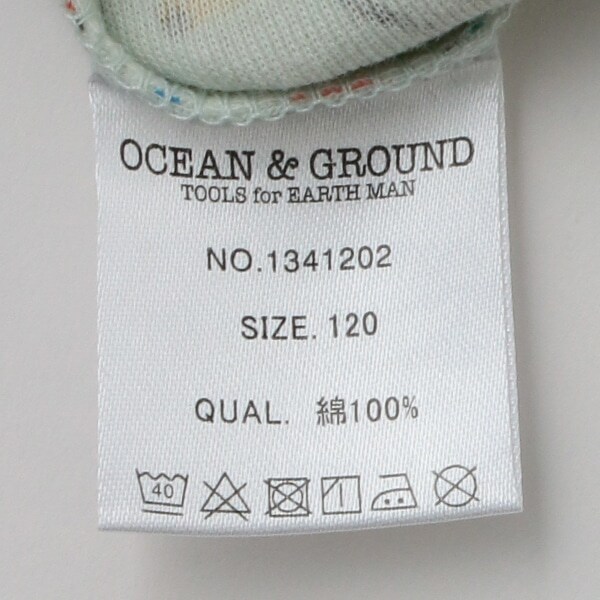 OCEAN & GROUND
TOOLS for EARTH MAN
NO.1341202
SIZE. 120
QUAL. 綿100%
40